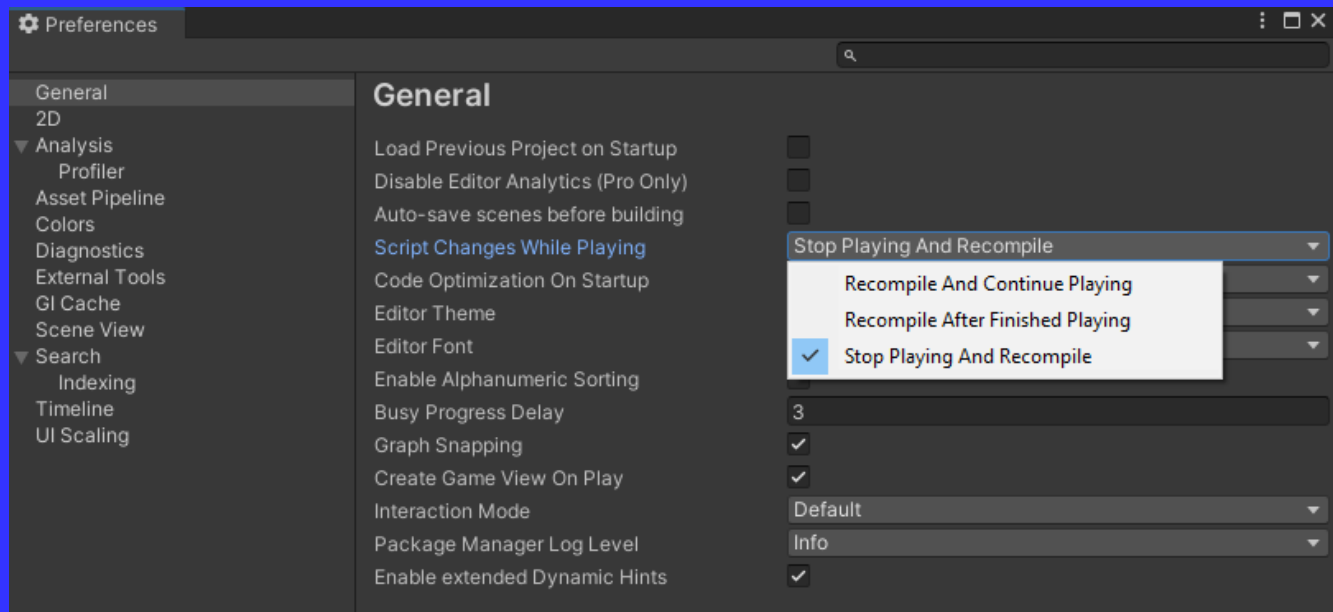 Preferences
General
2D
Analysis
Profiler
Asset Pipeline
Colors
Diagnostics
External Tools
GI Cache
Scene View
Search
Indexing
Timeline
UI Scaling
General
Load Previous Project on Startup
Disable Editor Analytics (Pro Only)
Auto-save scenes before building
Script Changes While Playing
Stop Playing And Recompile
Recompile And Continue Playing
Recompile After Finished Playing
Stop Playing And Recompile
Code Optimization On Startup
Editor Theme
Editor Font
Enable Alphanumeric Sorting
Busy Progress Delay
3
Graph Snapping
Create Game View On Play
Interaction Mode
Default
Package Manager Log Level
Info
Enable extended Dynamic Hints